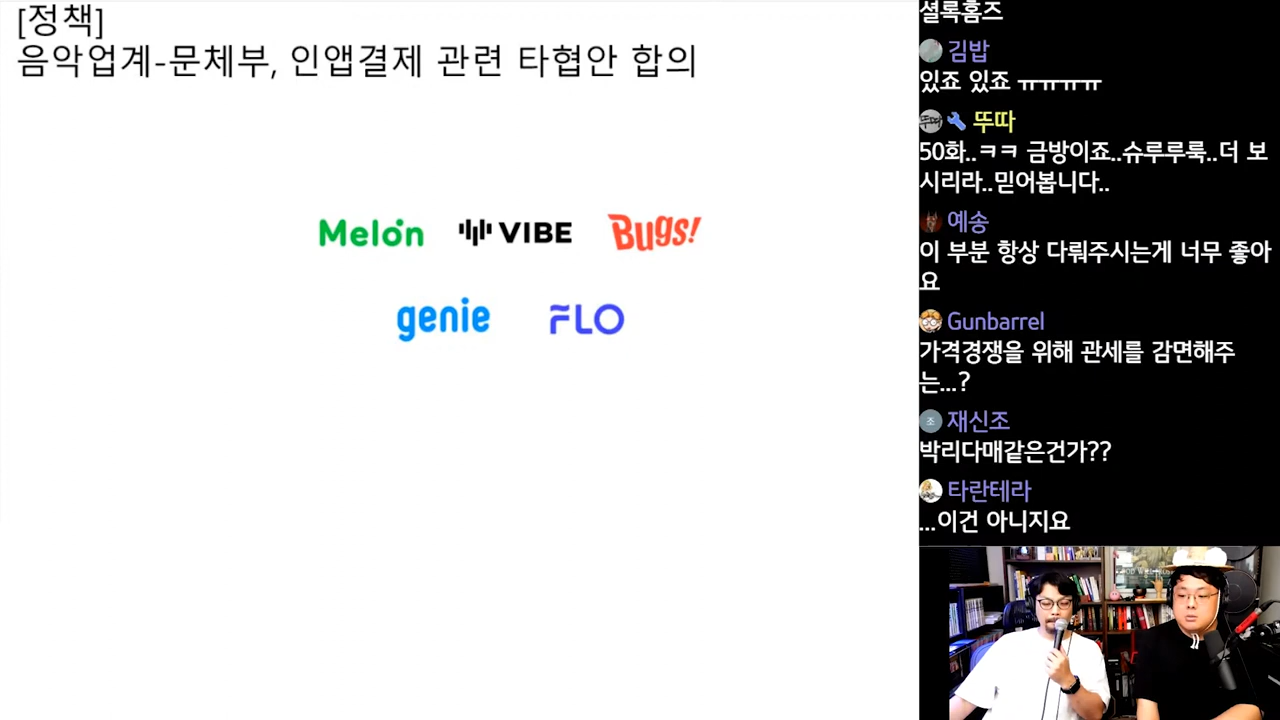 [정책]
음악업계-문체부, 인앱결제 관련 타협안 합의
Melon VIBE Bugs!
genie FLO
셜록홈즈
김밥
있죠 있죠 ㅠㅠㅠㅠ
뚜따
50화..ㅋㅋ 금방이죠..슈루루룩..더 보
시리라..믿어봅니다..
예송
이 부분 항상 다뤄주시는게 너무 좋아
요
Gunbarrel
가격경쟁을 위해 관세를 감면해주
는...?
조 재신조
박리다매같은건가??
타란테라
...이건 아니지요